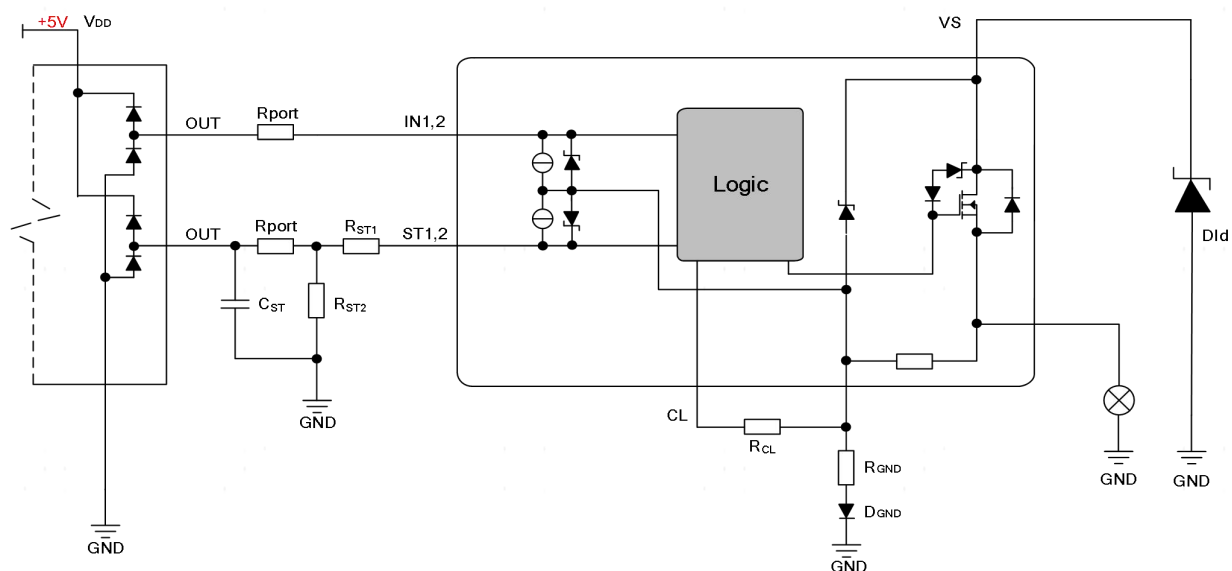 +5V VDD
VS
OUT Rport IN1,2
Logic
OUT Rport RST1 ST1,2
Dld
CST RST2
GND
CL
RCL
RGND
GND GND
DGND
GND
GND